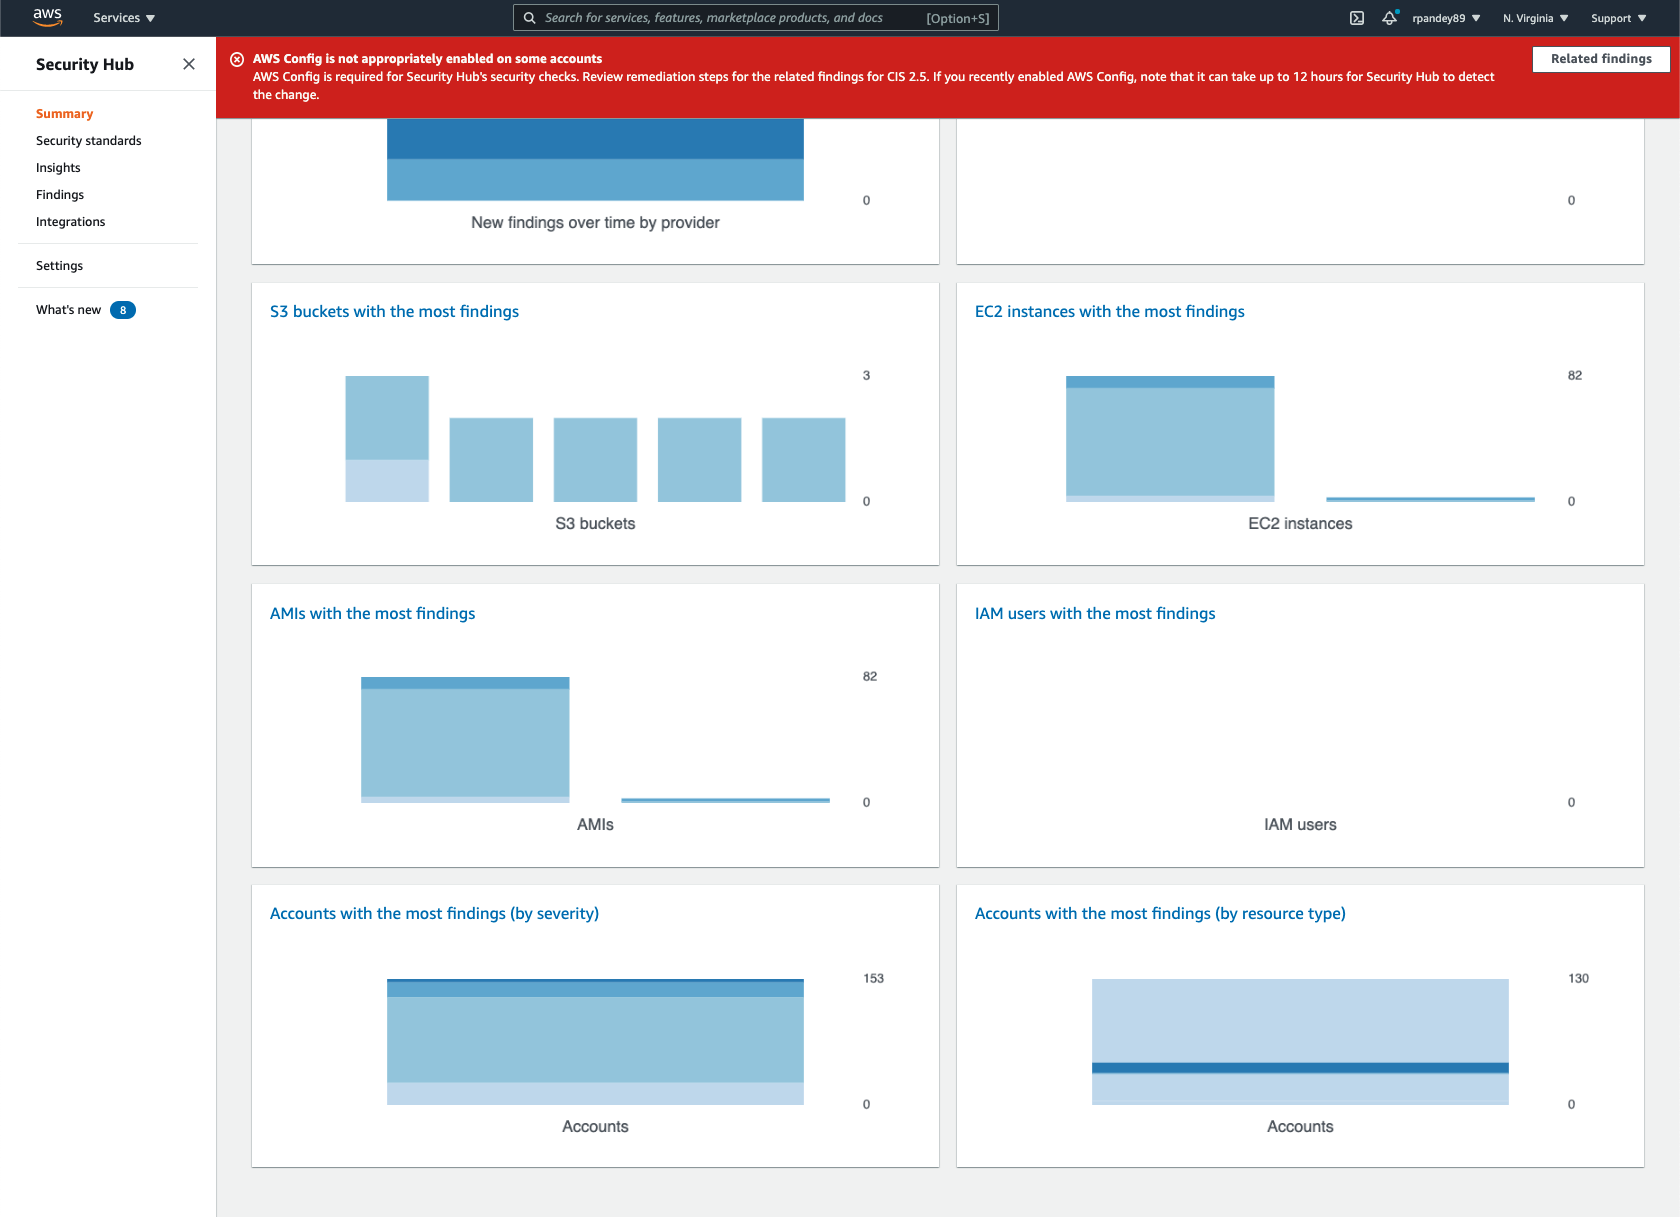 aws
Services
Search for services, features, marketplace products, and docs
[Option+S]
rpandey89
N. Virginia
Support
Security Hub
Summary
Security standards
Insights
Findings
Integrations
Settings
What's new 8
AWS Config is not appropriately enabled on some accounts
AWS Config is required for Security Hub's security checks. Review remediation steps for the related findings for CIS 2.5. If you recently enabled AWS Config, note that it can take up to 12 hours for Security Hub to detect
the change.
Related findings
0
New findings over time by provider
0
S3 buckets with the most findings
3
0
S3 buckets
EC2 instances with the most findings
82
0
EC2 instances
AMIs with the most findings
82
0
AMIs
IAM users with the most findings
0
IAM users
Accounts with the most findings (by severity)
153
0
Accounts
Accounts with the most findings (by resource type)
130
0
Accounts